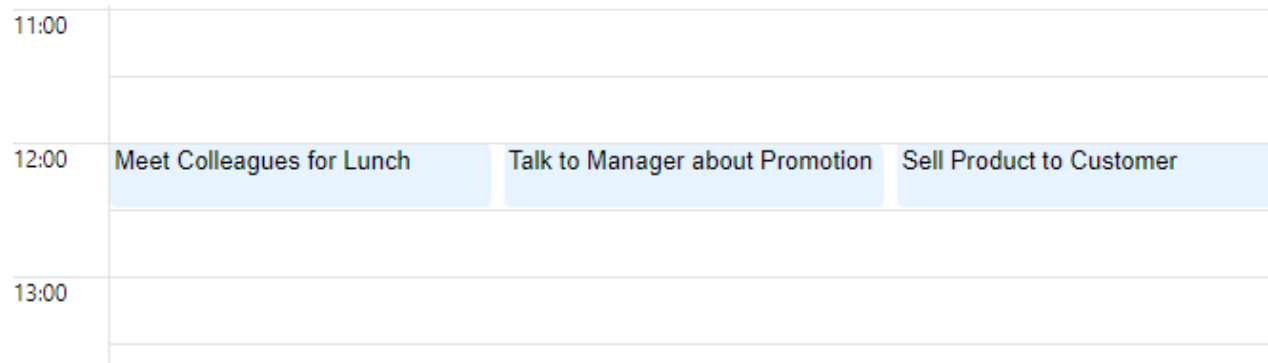 11:00
12:00 Meet Colleagues for Lunch Talk to Manager about Promotion Sell Product to Customer
13:00